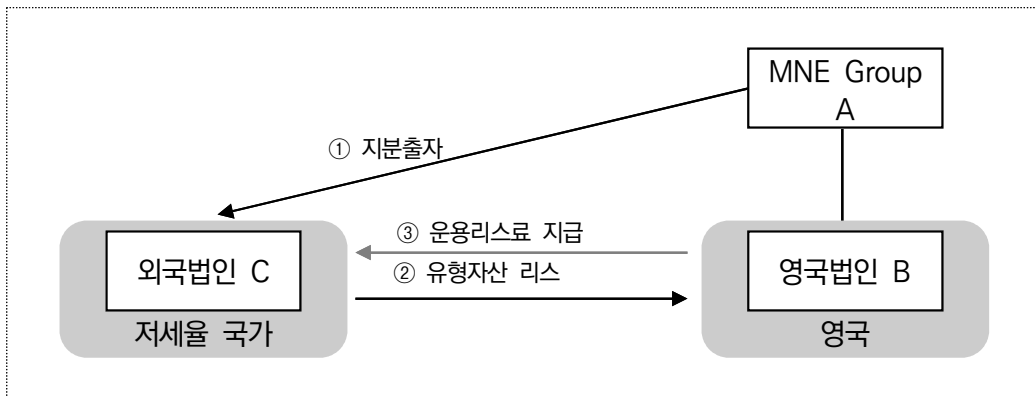 MNE Group
A
① 지분출자
③ 운용리스료 지급
② 유형자산 리스
외국법인 C
저세율 국가
영국법인 B
영국